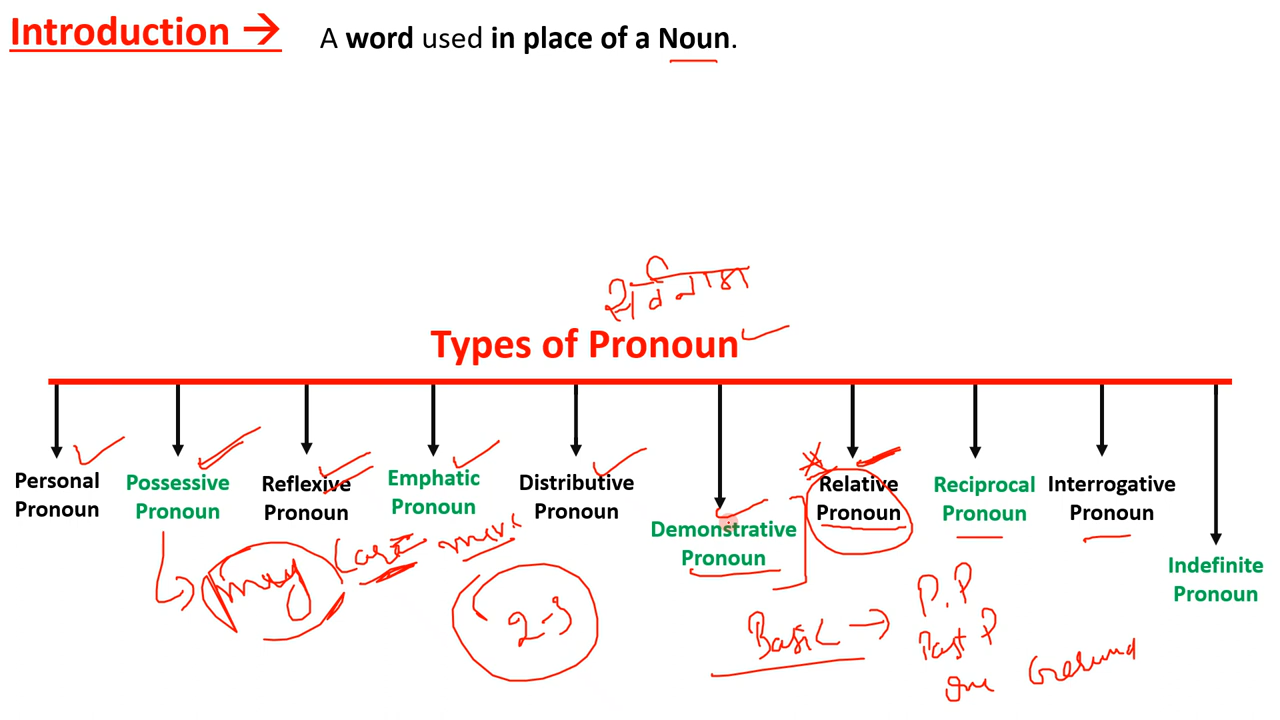 Introduction → A word used in place of a Noun.
सर्वनाम
Types of Pronoun
Personal Pronoun
Possessive Pronoun
Reflexive Pronoun
Emphatic Pronoun
Distributive Pronoun
Demonstrative Pronoun
Relative Pronoun
Reciprocal Pronoun
Interrogative Pronoun
Indefinite Pronoun
2-3
Basic → P.P
Past P